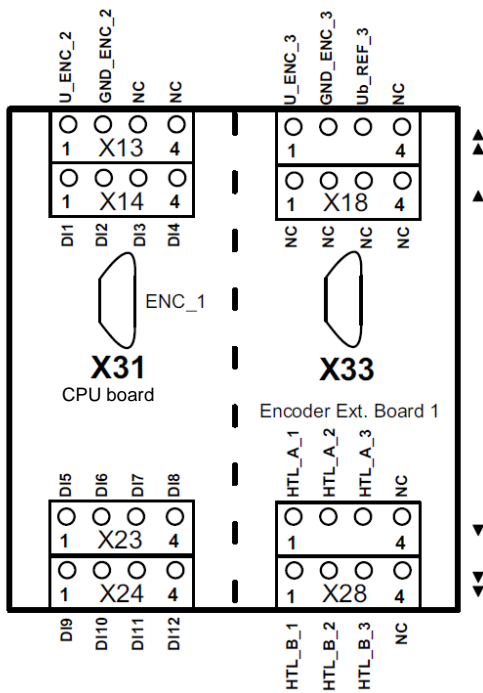 U_ENC_2 GND_ENC_2 NC NC U_ENC_3 GND_ENC_3 Ub_REF_3 NC
1 X13 4 1 4
1 X14 4 1 X18 4
DI1 DI2 DI3 DI4 NC NC NC NC
ENC_1
X31 X33
CPU board
Encoder Ext. Board 1
DI5 DI6 DI7 DI8 HTL_A_1 HTL_A_2 HTL_A_3 NC
1 X23 4 1 4
1 X24 4 1 X28 4
DI9 DI10 DI11 DI12 HTL_B_1 HTL_B_2 HTL_B_3 NC